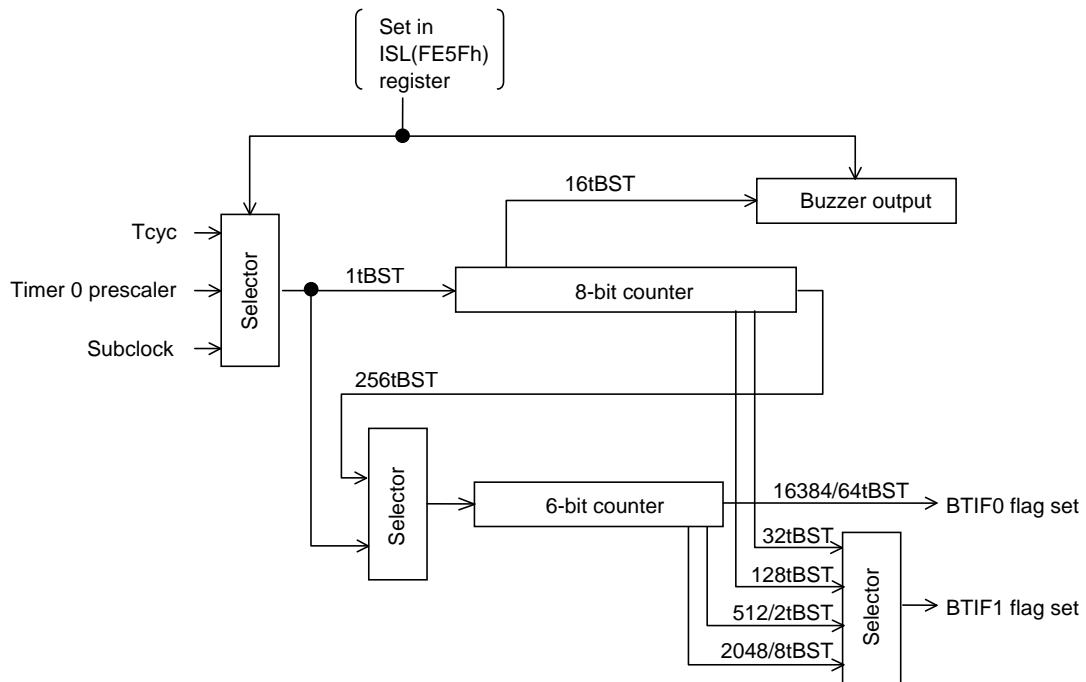 Set in
ISL(FE5Fh)
register
16tBST
Buzzer output
Tcyc
Timer 0 prescaler
Subclock
Selector
1tBST
8-bit counter
256tBST
Selector
6-bit counter
16384/64tBST
BTIF0 flag set
32tBST
128tBST
512/2tBST
2048/8tBST
Selector
BTIF1 flag set